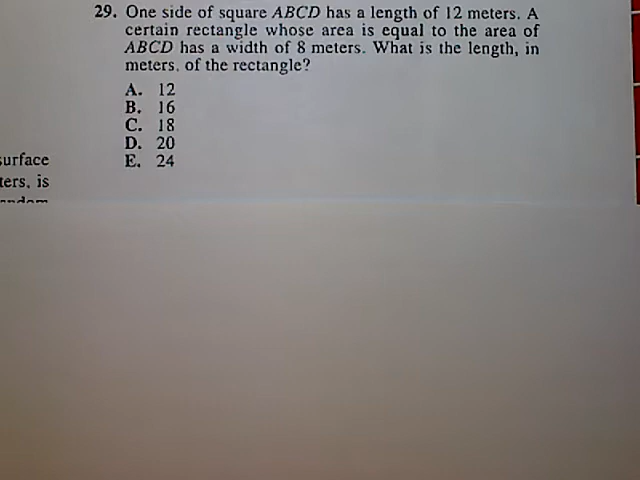 29. One side of square ABCD has a length of 12 meters. A
certain rectangle whose area is equal to the area of
ABCD has a width of 8 meters. What is the length, in
meters, of the rectangle?
A. 12
B. 16
C. 18
D. 20
E. 24
surface
ters, is